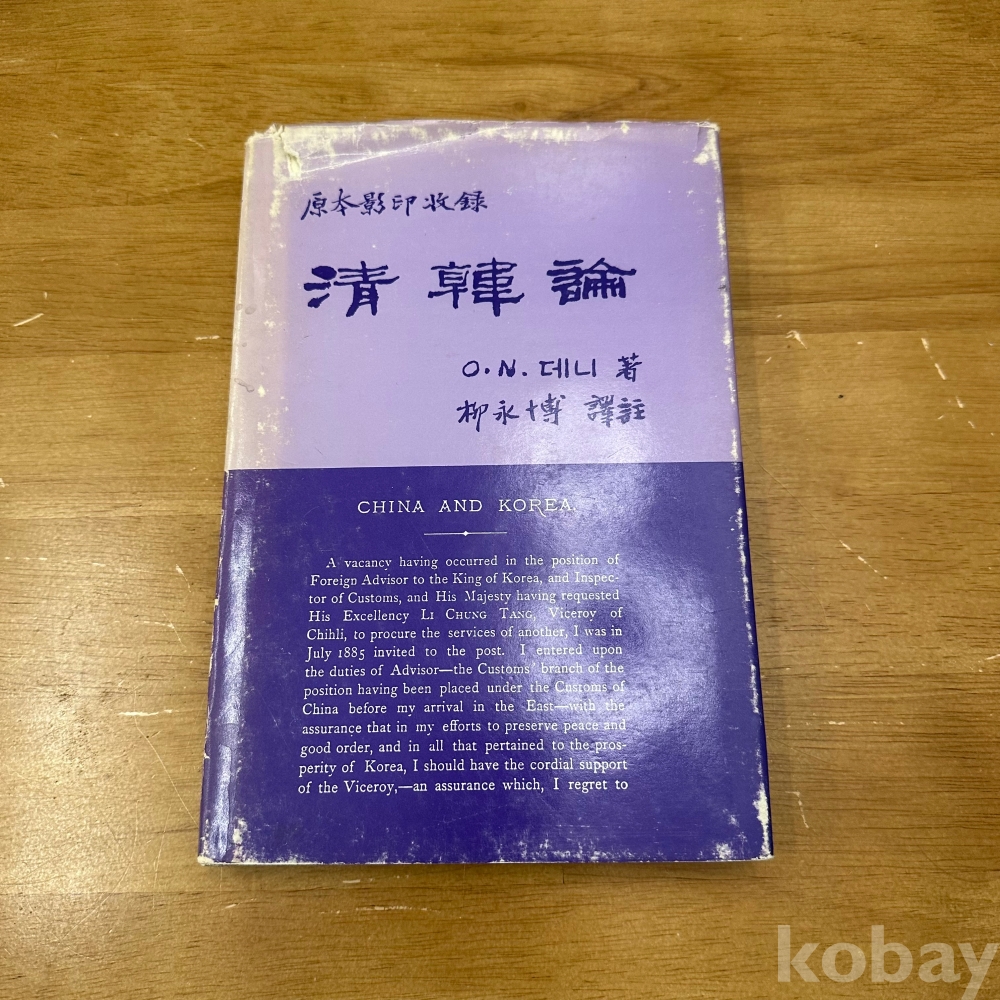 原本影印收録
清韓論
O.N. 데니 著
柳永博 譯註
CHINA AND KOREA.
A vacancy having occurred in the position of
Foreign Advisor to the King of Korea, and Inspec-
tor of Customs, and His Majesty having requested
His Excellency LI CHUNG TANG, Viceroy of
Chihli, to procure the services of another, I was in
July 1885 invited to the post. I entered upon
the duties of Advisor—the Customs' branch of the
position having been placed under the Customs of
China before my arrival in the East—with the
assurance that in my efforts to preserve peace and
good order, and in all that pertained to the pros-
perity of Korea, I should have the cordial support
of the Viceroy,—an assurance which, I regret to
kobay